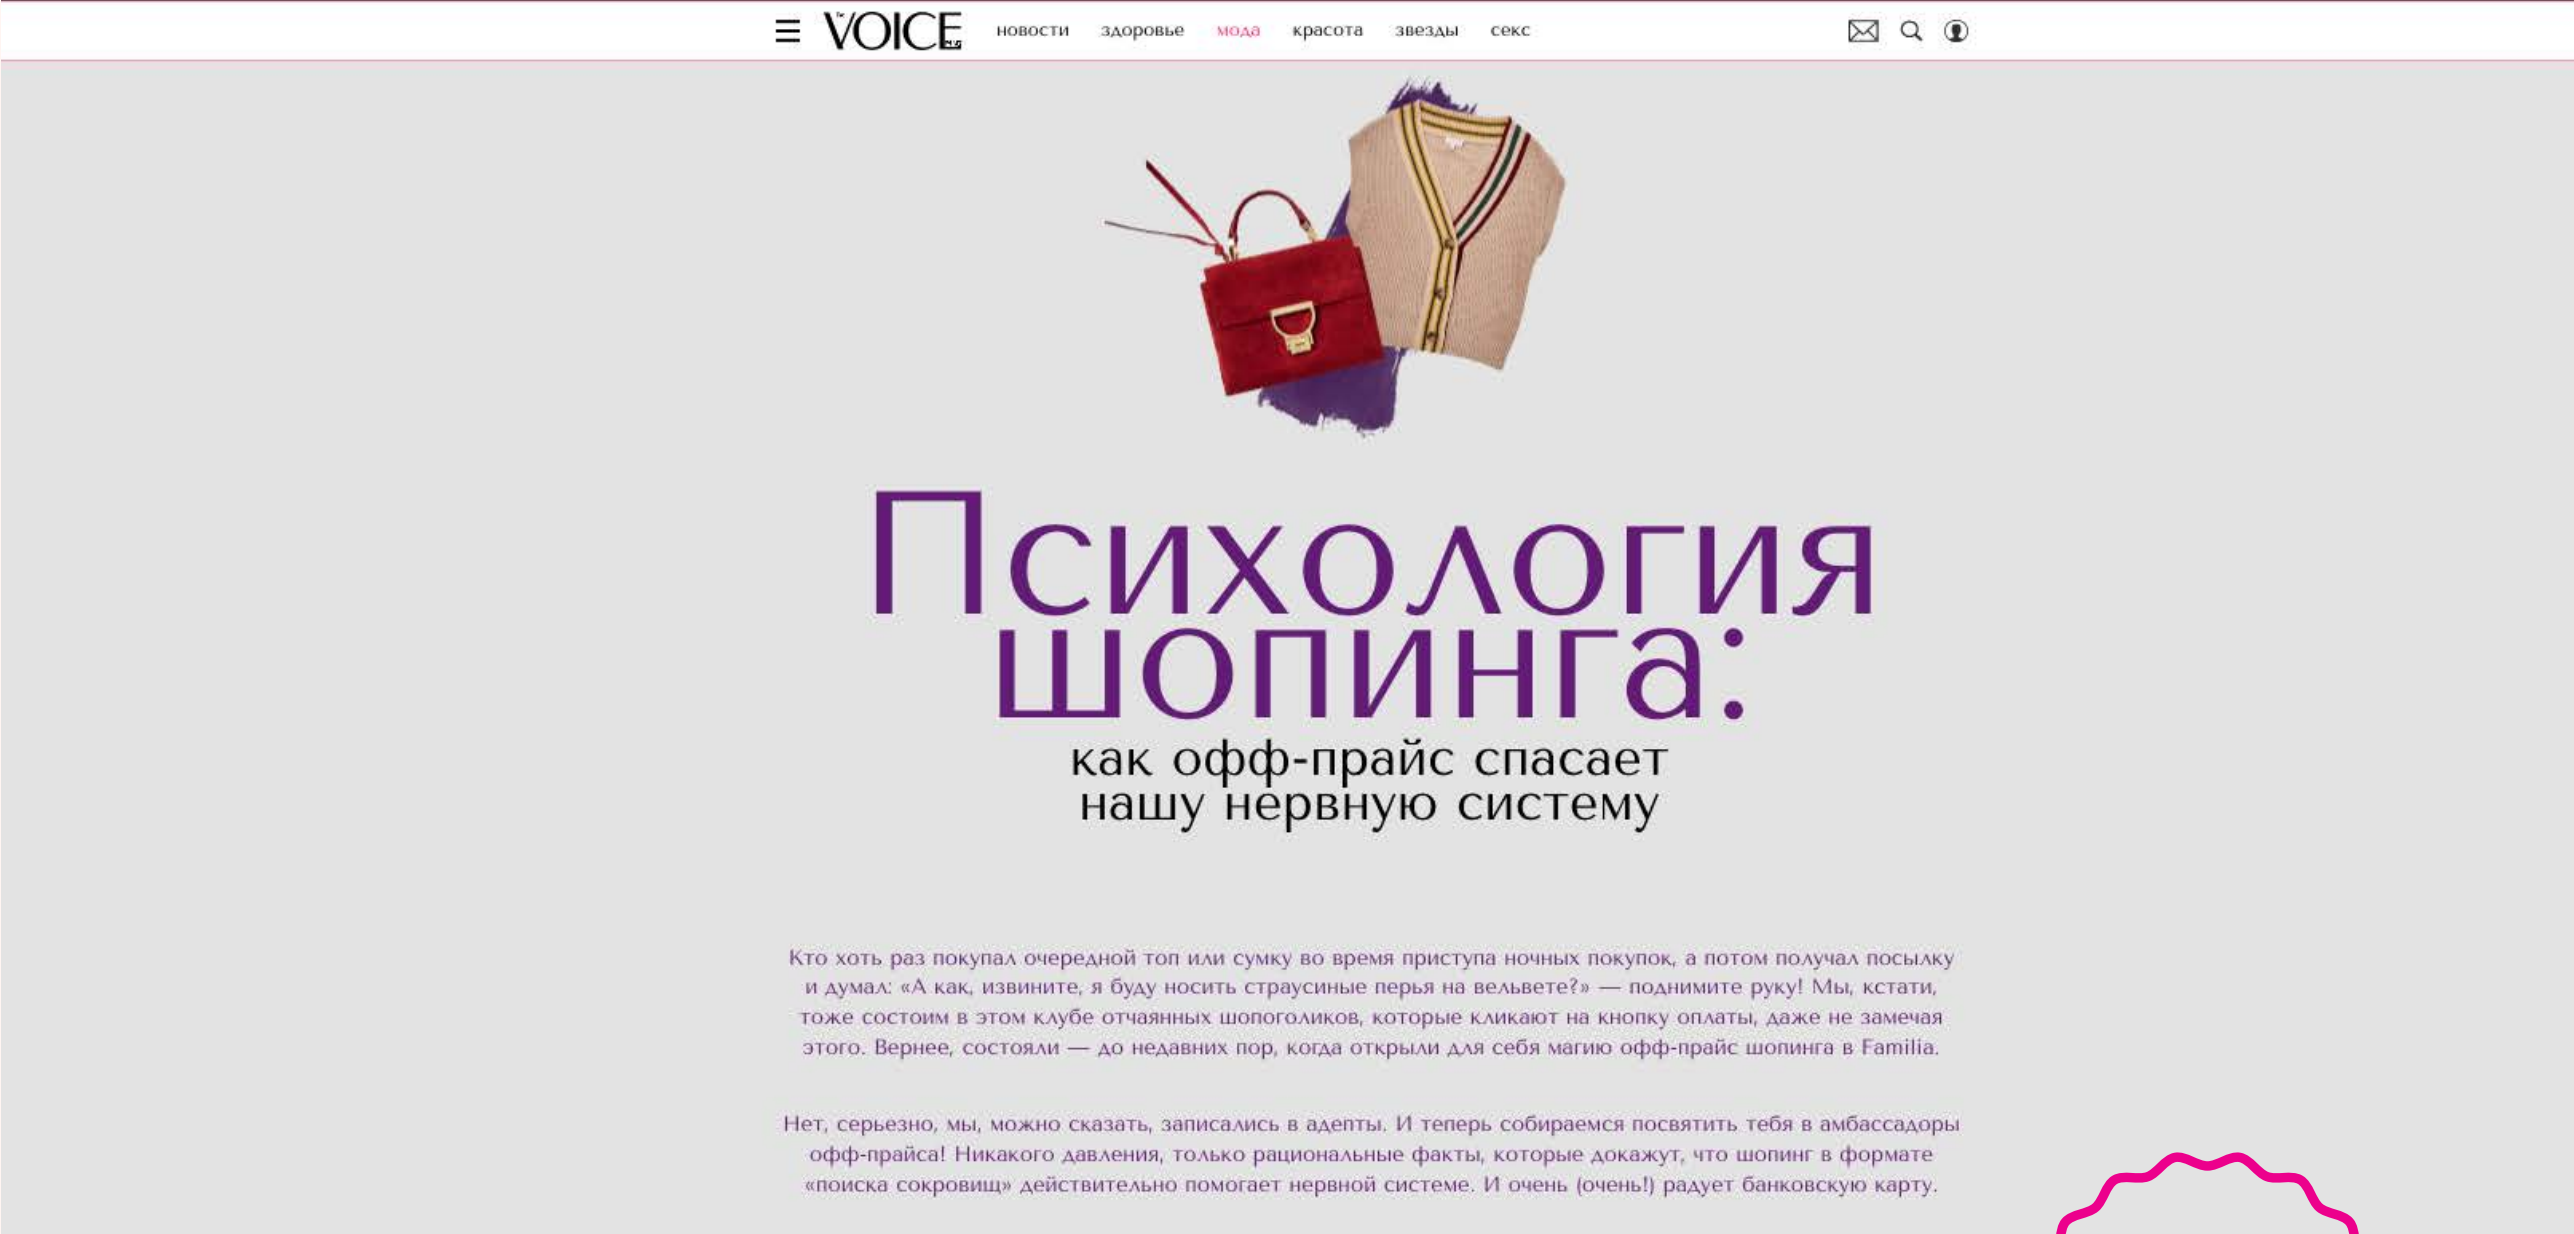 VOICE
новости здоровье мода красота звезды секс
Психология
шопинга:
как офф-прайс спасает
нашу нервную систему
Кто хоть раз покупал очередной топ или сумку во время приступа ночных покупок, а потом получал посылку
и думал: «А как, извините, я буду носить страусиные перья на вельвете?» — поднимите руку! Мы, кстати,
тоже состоим в этом клубе отчаянных шопоголиков, которые кликают на кнопку оплаты, даже не замечая
этого. Вернее, состояли — до недавних пор, когда открыли для себя магию офф-прайс шопинга в Familia.
Нет, серьезно, мы, можно сказать, записались в адепты. И теперь собираемся посвятить тебя в амбассадоры
офф-прайса! Никакого давления, только рациональные факты, которые докажут, что шопинг в формате
«поиска сокровищ» действительно помогает нервной системе. И очень (очень!) радует банковскую карту.